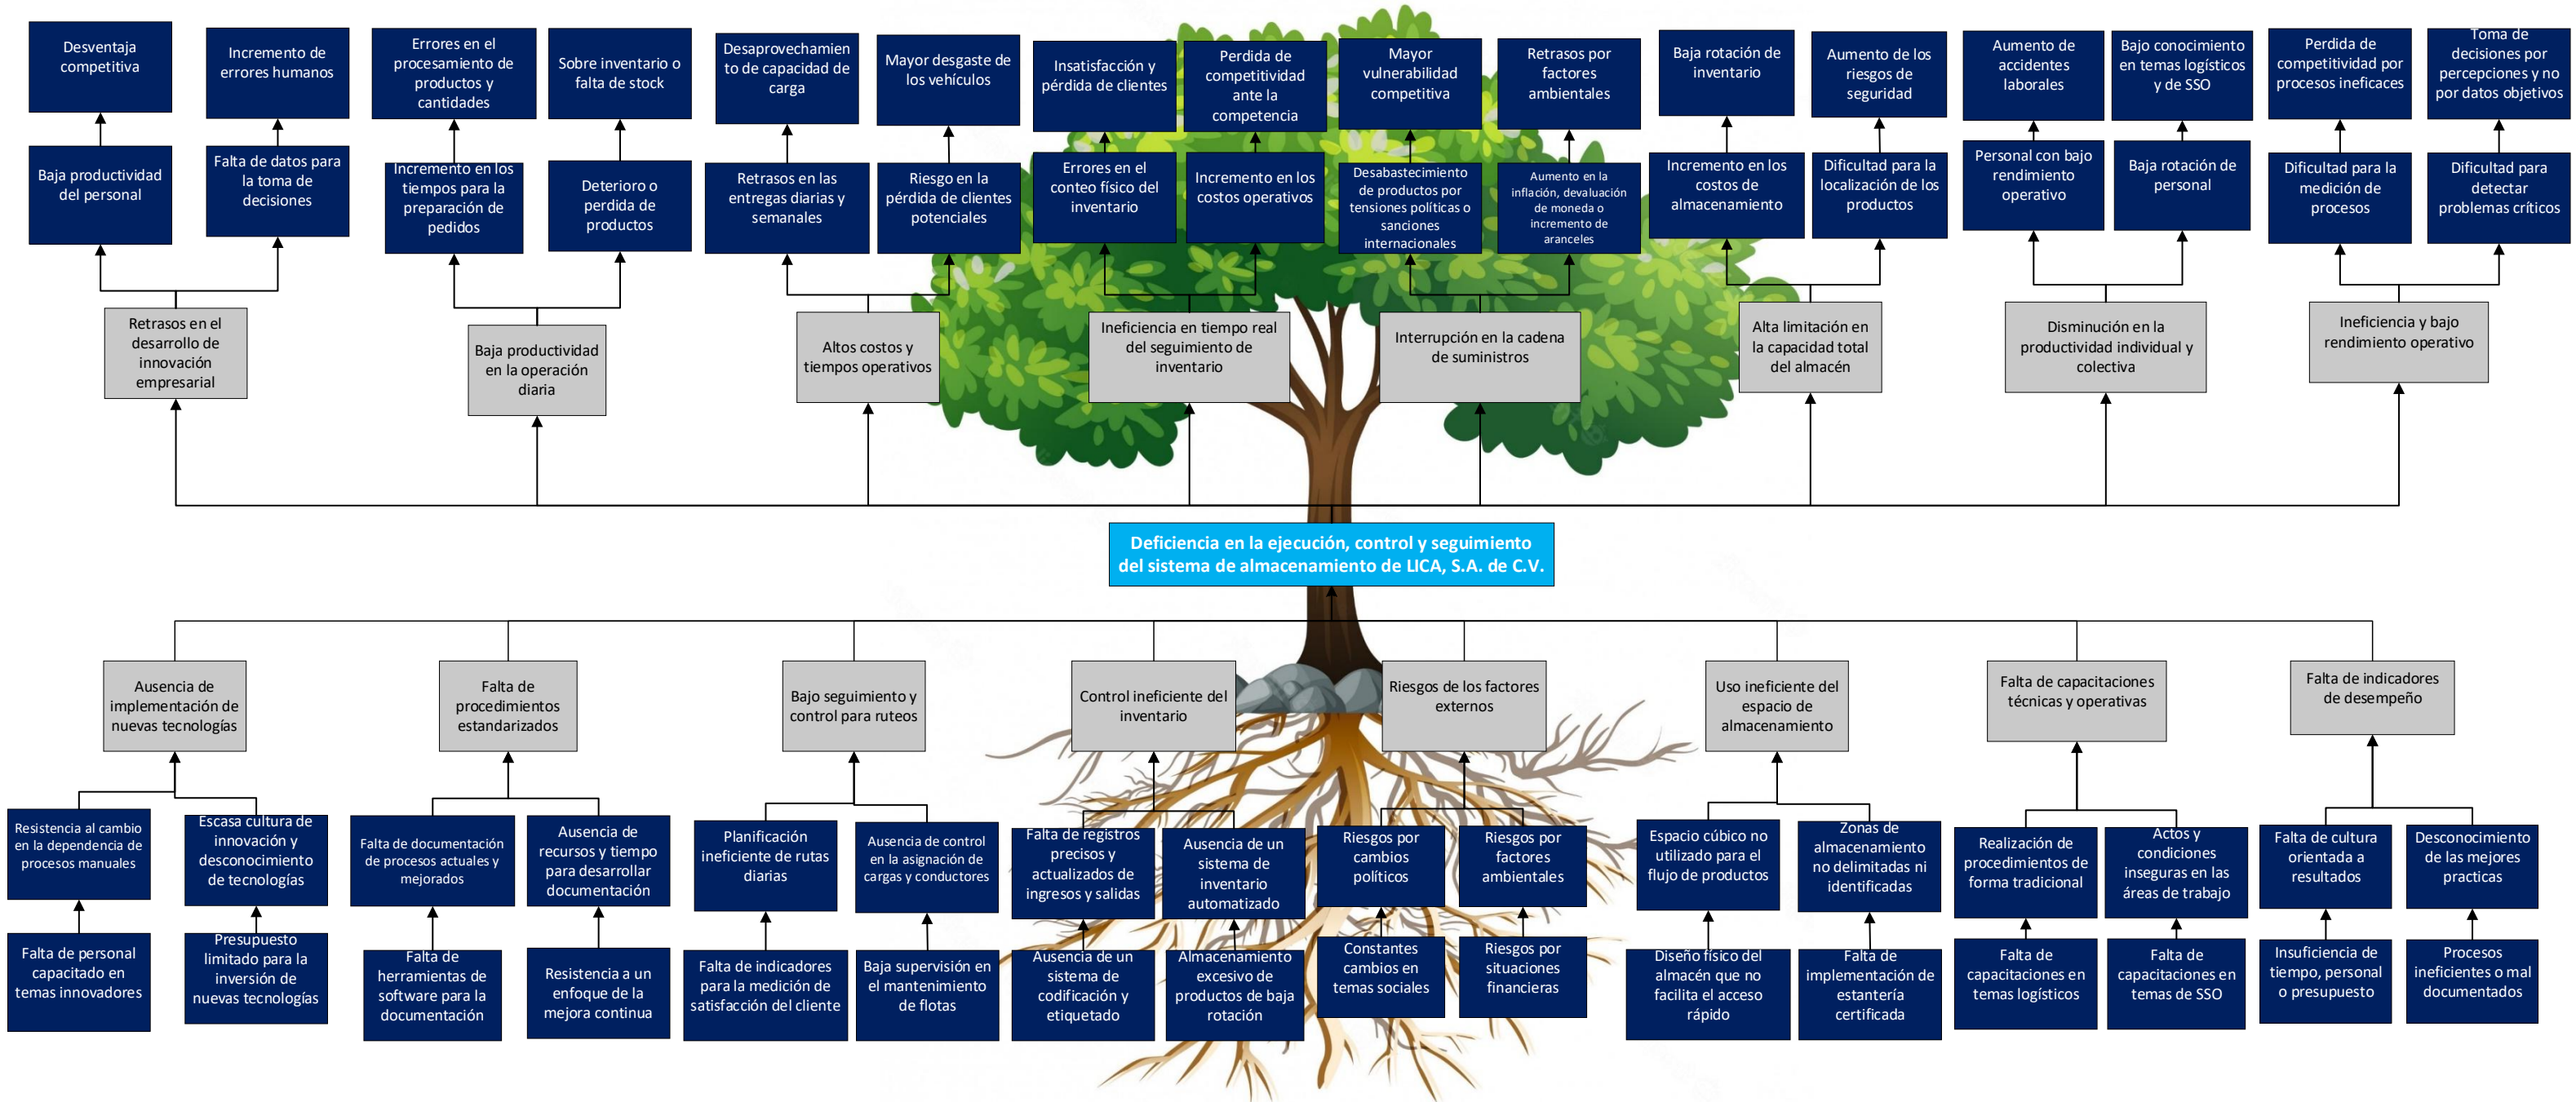 Desventaja
competitiva
Incremento de
errores humanos
Errores en el
procesamiento de
productos y
cantidades
Sobre inventario o
falta de stock
Desaprovechamien
to de capacidad de
carga
Mayor desgaste de
los vehículos
Insatisfacción y
pérdida de clientes
Perdida de
competitividad
ante la
competencia
Mayor
vulnerabilidad
competitiva
Retrasos por
factores
ambientales
Baja rotación de
inventario
Aumento de los
riesgos de
seguridad
Aumento de
accidentes
laborales
Bajo conocimiento
en temas logísticos
y de SSO
Perdida de
competitividad por
procesos ineficaces
Toma de
decisiones por
percepciones y no
por datos objetivos
Baja productividad
del personal
Falta de datos para
la toma de
decisiones
Incremento en los
tiempos para la
preparación de
pedidos
Deterioro o
perdida de
productos
Retrasos en las
entregas diarias y
semanales
Riesgo en la
pérdida de clientes
potenciales
Errores en el
conteo físico del
inventario
Incremento en los
costos operativos
Desabastecimiento
de productos por
tensiones políticas o
sanciones
internacionales
Aumento en la
inflación, devaluación
de moneda o
incremento de
aranceles
Incremento en los
costos de
almacenamiento
Dificultad para la
localización de los
productos
Personal con bajo
rendimiento
operativo
Baja rotación de
personal
Dificultad para la
medición de
procesos
Dificultad para
detectar
problemas críticos
Retrasos en el
desarrollo de
innovación
empresarial
Baja productividad
en la operación
diaria
Altos costos y
tiempos operativos
Ineficiencia en tiempo real
del seguimiento de
inventario
Interrupción en la cadena
de suministros
Alta limitación en
la capacidad total
del almacén
Disminución en la
productividad individual y
colectiva
Ineficiencia y bajo
rendimiento operativo
Deficiencia en la ejecución, control y seguimiento
del sistema de almacenamiento de LICA, S.A. de C.V.
Ausencia de
implementación de
nuevas tecnologías
Falta de
procedimientos
estandarizados
Bajo seguimiento y
control para ruteos
Control ineficiente del
inventario
Riesgos de los factores
externos
Uso ineficiente del
espacio de
almacenamiento
Falta de capacitaciones
técnicas y operativas
Falta de indicadores
de desempeño
Resistencia al cambio
en la dependencia de
procesos manuales
Escasa cultura de
innovación y
desconocimiento
de tecnologías
Falta de documentación
de procesos actuales y
mejorados
Ausencia de
recursos y tiempo
para desarrollar
documentación
Planificación
ineficiente de rutas
diarias
Ausencia de control
en la asignación de
cargas y conductores
Falta de registros
precisos y
actualizados de
ingresos y salidas
Ausencia de un
sistema de
inventario
automatizado
Riesgos por
cambios
políticos
Riesgos por
factores
ambientales
Espacio cúbico no
utilizado para el
flujo de productos
Zonas de
almacenamiento
no delimitadas ni
identificadas
Realización de
procedimientos de
forma tradicional
Actos y
condiciones
inseguras en las
áreas de trabajo
Falta de cultura
orientada a
resultados
Desconocimiento
de las mejores
practicas
Falta de personal
capacitado en
temas innovadores
Presupuesto
limitado para la
inversión de
nuevas tecnologías
Falta de
herramientas de
software para la
documentación
Resistencia a un
enfoque de la
mejora continua
Falta de indicadores
para la medición de
satisfacción del cliente
Baja supervisión en
el mantenimiento
de flotas
Ausencia de un
sistema de
codificación y
etiquetado
Almacenamiento
excesivo de
productos de baja
rotación
Constantes
cambios en
temas sociales
Riesgos por
situaciones
financieras
Diseño físico del
almacén que no
facilita el acceso
rápido
Falta de
implementación de
estantería
certificada
Falta de
capacitaciones en
temas logísticos
Falta de
capacitaciones en
temas de SSO
Insuficiencia de
tiempo, personal
o presupuesto
Procesos
ineficientes o mal
documentados